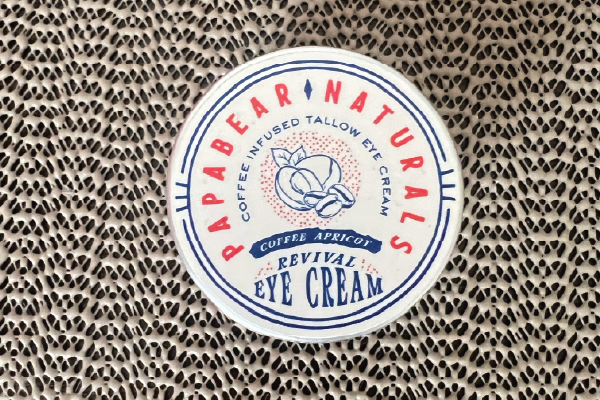 PAPABEAR NATURALS
COFFEE INFUSED TALLOW EYE CREAM
COFFEE APRICOT
REVIVAL
EYE CREAM